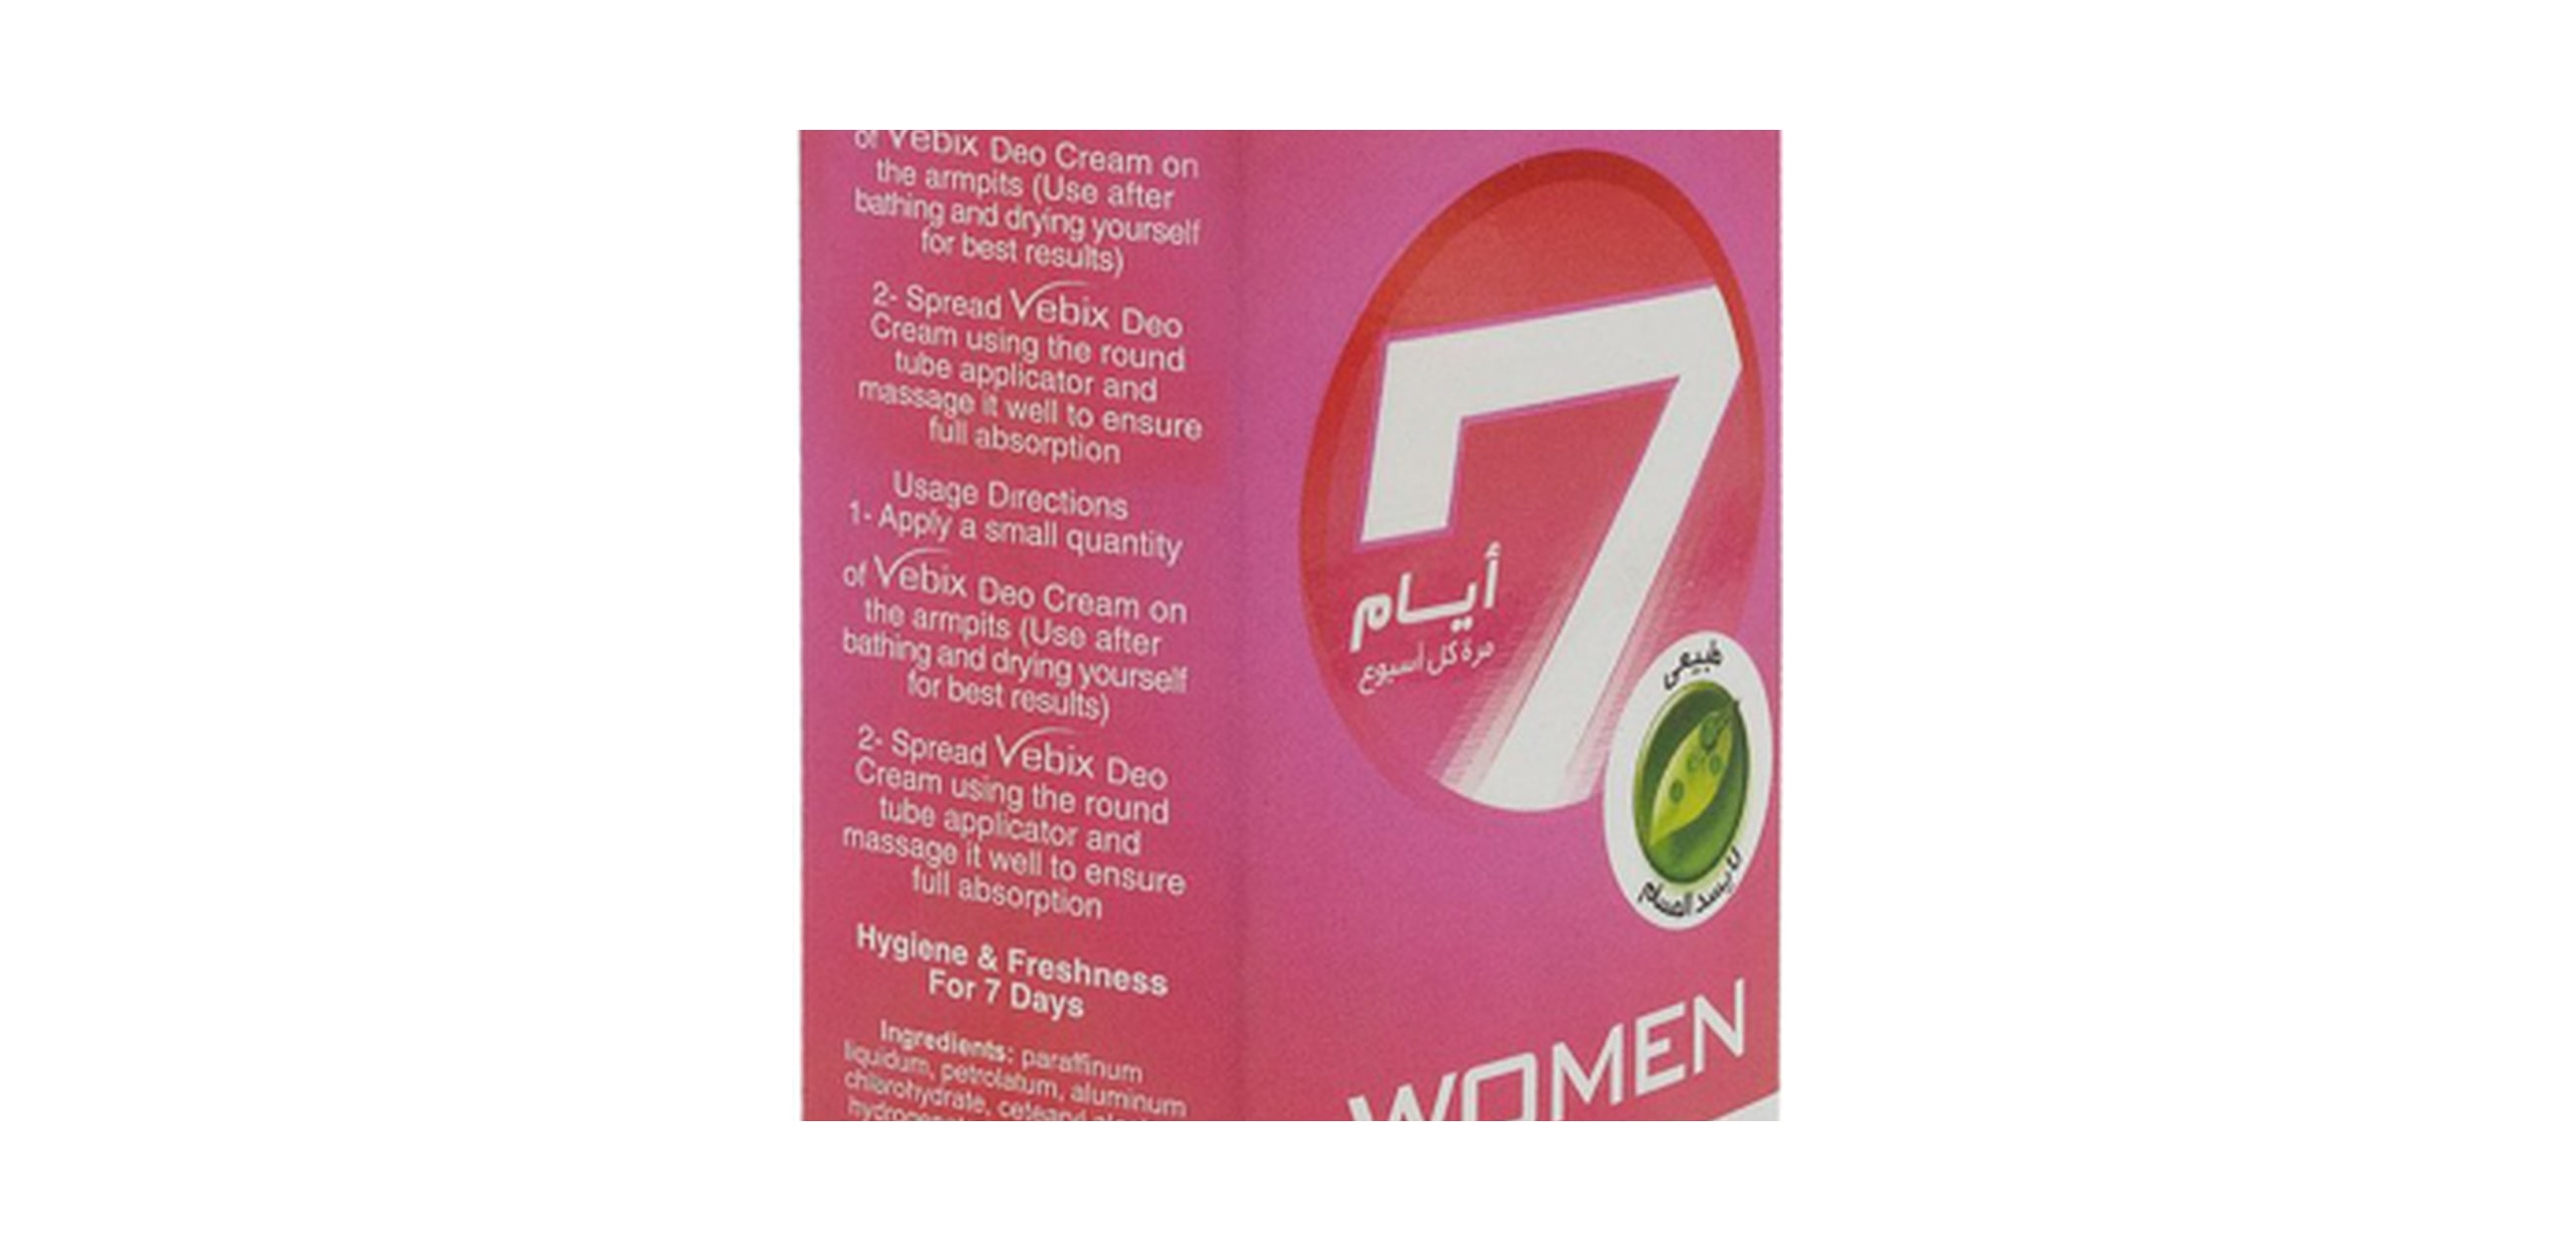 of Vebix Deo Cream on
the armpits (Use after
bathing and drying yourself
for best results)
2- Spread Vebix Deo
Cream using the round
tube applicator and
massage it well to ensure
full absorption
Usage Directions
1- Apply a small quantity
of Vebix Deo Cream on
the armpits (Use after
bathing and drying yourself
for best results)
2- Spread Vebix Deo
Cream using the round
tube applicator and
massage it well to ensure
full absorption
Hygiene & Freshness
For 7 Days
Ingredients: paraffinum
liquidum, petrolatum, aluminum
chlorohydrate, cetearyl
7
أيام
مرة كل أسبوع
طبيعي
لا يسد المسام
WOMEN